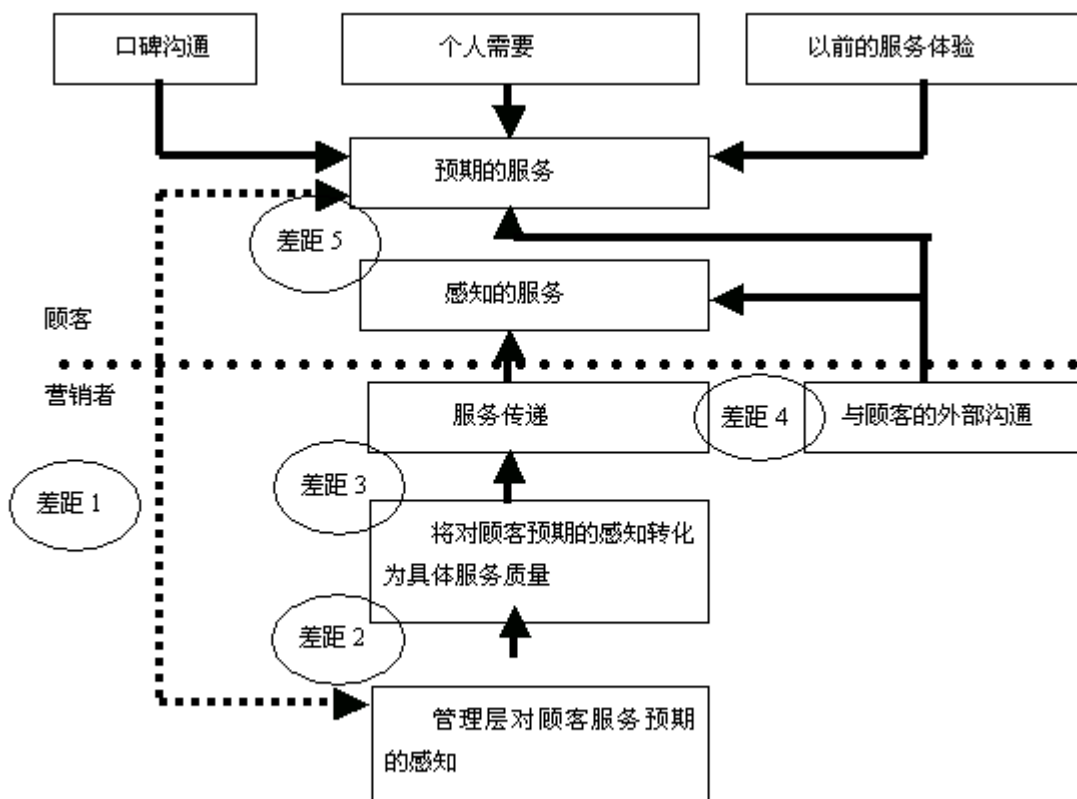 口碑沟通
个人需要
以前的服务体验
预期的服务
差距 5
感知的服务
顾客
营销者
服务传递
差距 4
与顾客的外部沟通
差距 3
差距 1
将对顾客预期的感知转化
为具体服务质量
差距 2
管理层对顾客服务预期
的感知